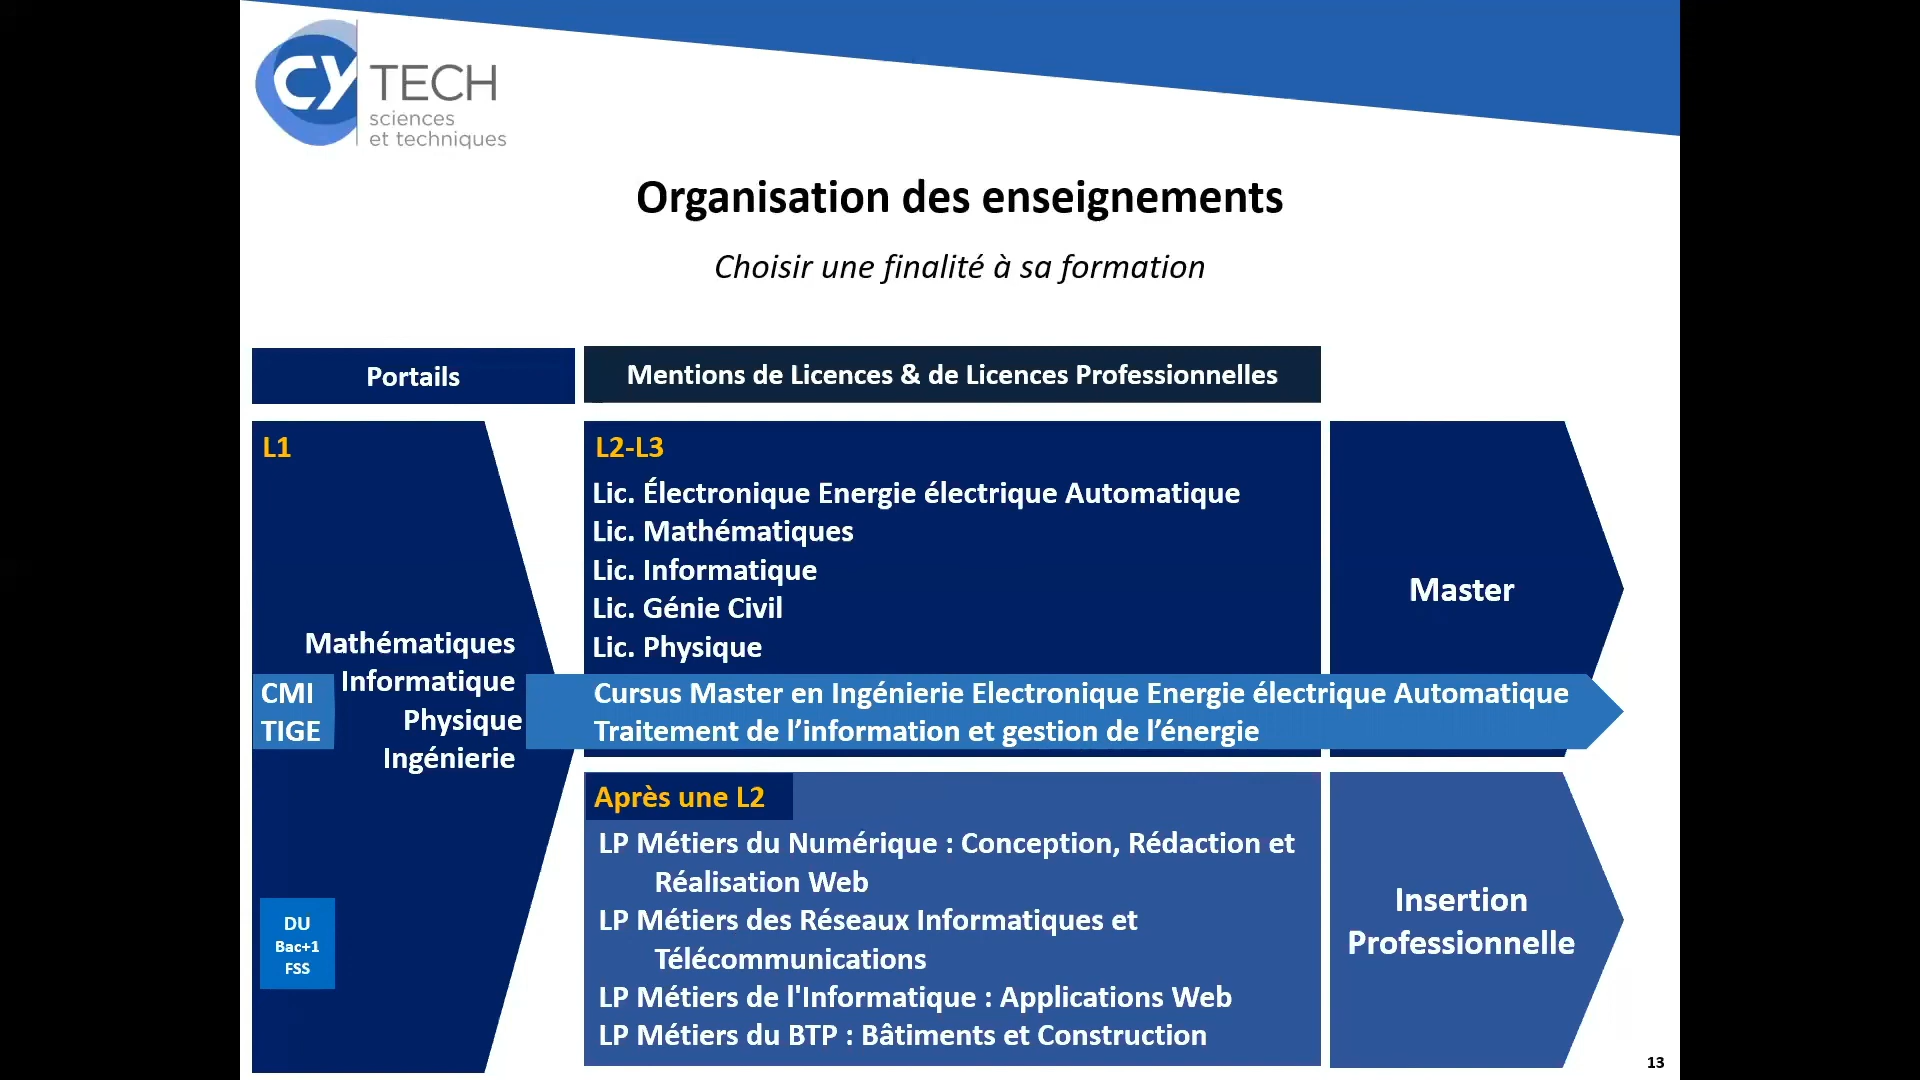 CY TECH
sciences
et techniques
Organisation des enseignements
Choisir une finalité à sa formation
Portails
Mentions de Licences & de Licences Professionnelles
L1
Mathématiques
Informatique
Physique
Ingénierie
CMI
TIGE
DU
Bac+1
FSS
L2-L3
Lic. Électronique Energie électrique Automatique
Lic. Mathématiques
Lic. Informatique
Lic. Génie Civil
Lic. Physique
Cursus Master en Ingénierie Electronique Energie électrique Automatique
Traitement de l’information et gestion de l’énergie
Master
Après une L2
LP Métiers du Numérique : Conception, Rédaction et
Réalisation Web
LP Métiers des Réseaux Informatiques et
Télécommunications
LP Métiers de l'Informatique : Applications Web
LP Métiers du BTP : Bâtiments et Construction
Insertion
Professionnelle
13